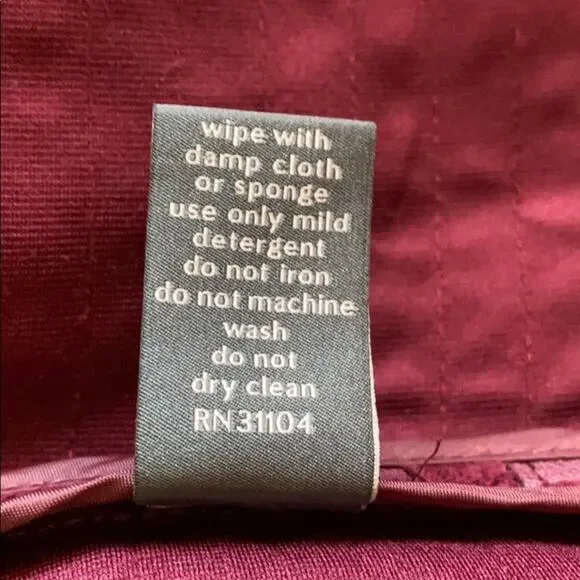 wipe with
damp cloth
or sponge
use only mild
detergent
do not iron
do not machine
wash
do not
dry clean
RN31104